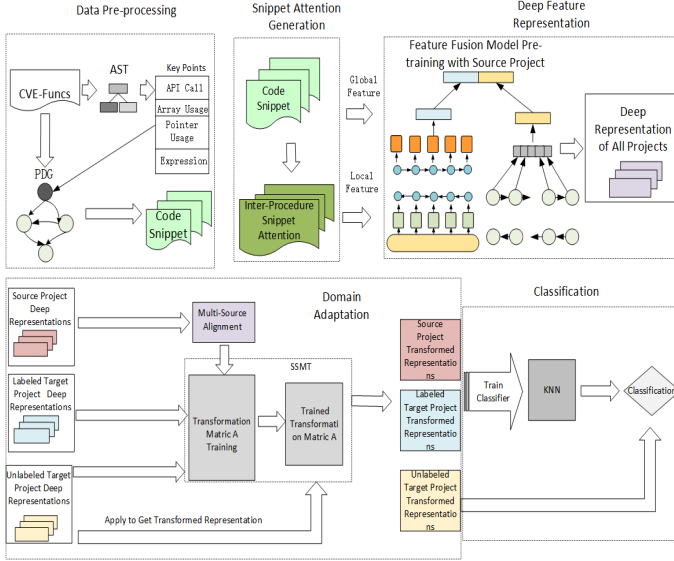 Data Pre-processing
Snippet Attention
Generation
Deep Feature
Representation
CVE-Funcs
AST
Key Points
API Call
Array Usage
Pointer
Usage
Expression
PDG
Code
Snippet
Code
Snippet
Inter-Procedure
Snippet
Attention
Global
Feature
Local
Feature
Feature Fusion Model Pre-
training with Source Project
Deep
Representation
of All Projects
Source Project
Deep
Representations
Labeled Target
Project Deep
Representations
Unlabeled Target
Project Deep
Representations
Multi-Source
Alignment
Domain
Adaptation
SSMT
Transformation
Matric A
Training
Trained
Transformati
on Matric A
Apply to Get Transformed Representation
Source
Project
Transformed
Representatio
ns
Labeled
Target Project
Transformed
Representatio
ns
Unlabeled
Target Project
Transformed
Representatio
ns
Classification
Train
Classifier
KNN
Classification